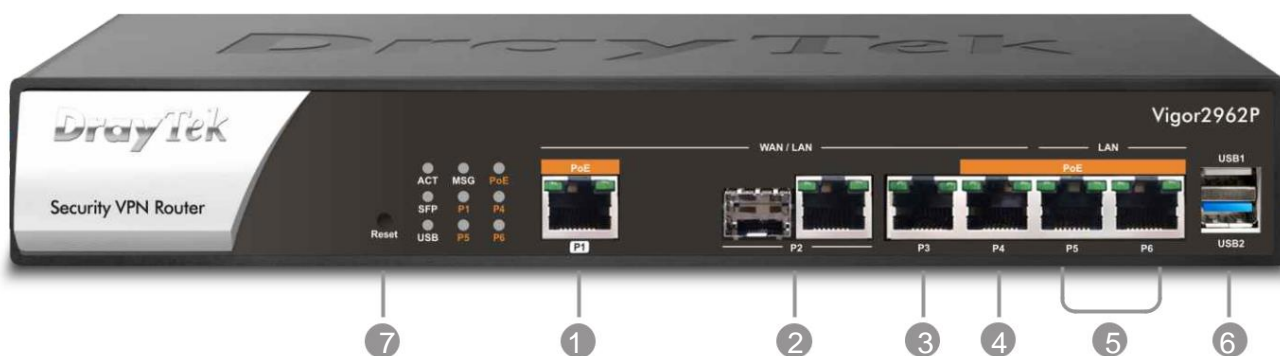 DrayTek
DrayTek
Vigor2962P
Security VPN Router
Reset
ACT MSG PoE
SFP P1 P4
USB P5 P6
WAN / LAN
LAN
PoE
PoE
P1
P2
P3
P4
P5
P6
USB1
USB2
7
1
2
3
4
5
6